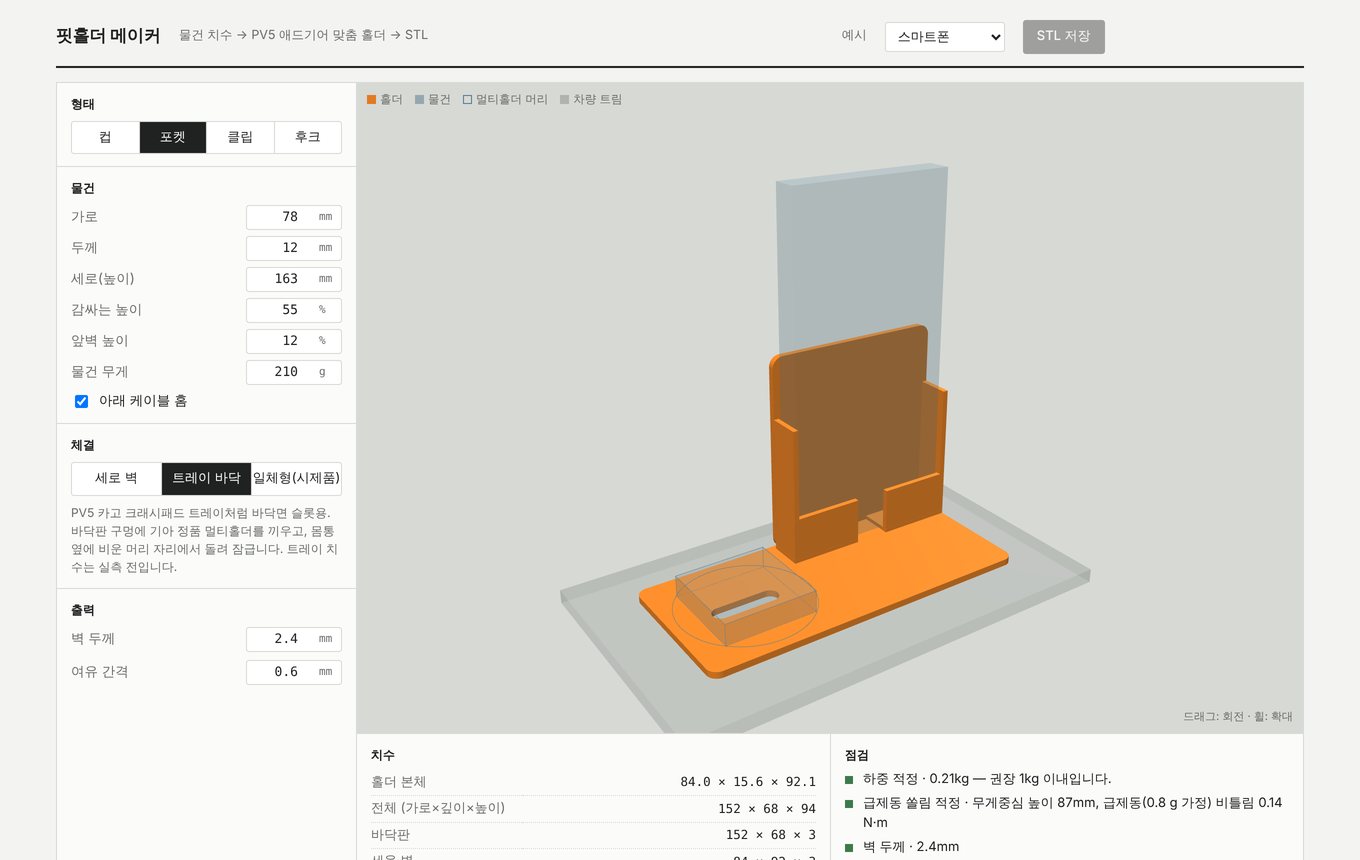 핏홀더 메이커
물건 치수 → PV5 애드기어 맞춤 홀더 → STL
예시
스마트폰
STL 저장
형태
컵
포켓
클립
후크
물건
가로
78 mm
두께
12 mm
세로(높이)
163 mm
감싸는 높이
55 %
앞벽 높이
12 %
물건 무게
210 g
아래 케이블 홈
체결
세로 벽
트레이 바닥
일체형(시제품)
PV5 카고 크래시패드 트레이처럼 바닥면 슬롯용.
바닥판 구멍에 기아 정품 멀티홀더를 끼우고, 몸통
옆에 비운 머리 자리에서 돌려 잠급니다. 트레이 치
수는 실측 전입니다.
출력
벽 두께
2.4 mm
여유 간격
0.6 mm
홀더
물건
멀티홀더 머리
차량 트림
드래그: 회전 · 휠: 확대
치수
홀더 본체
84.0 × 15.6 × 92.1
전체 (가로×깊이×높이)
152 × 68 × 94
바닥판
152 × 68 × 3
점검
하중 적정 · 0.21kg — 권장 1kg 이내입니다.
급제동 쏠림 적정 · 무게중심 높이 87mm, 급제동(0.8 g 가정) 비틀림 0.14
N·m
벽 두께 · 2.4mm